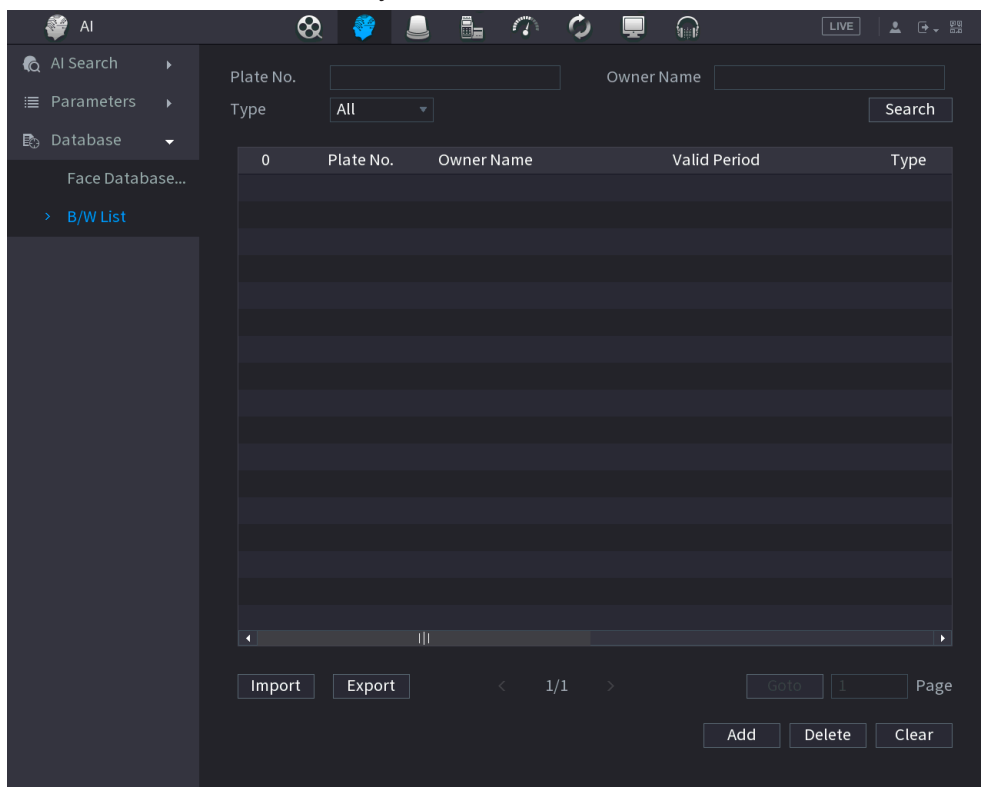 AI
LIVE
AI Search
Parameters
Database
Face Database...
B/W List
Plate No.
Owner Name
Type
All
Search
0 Plate No. Owner Name Valid Period Type
Import
Export
< 1/1 >
Goto
1
Page
Add
Delete
Clear